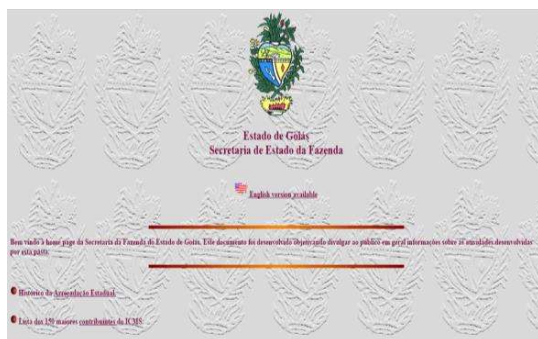 Estado de Goiás
Secretaria de Estado da Fazenda
English version available
Bem vindo à home page da Secretaria da Fazenda do Estado de Goiás. Este documento foi desenvolvido objetivando divulgar ao público em geral informações sobre as atividades desenvolvidas
por esta pasta.
Histórico da Arrecadação Estadual.
Lista dos 150 maiores contribuintes do ICMS.